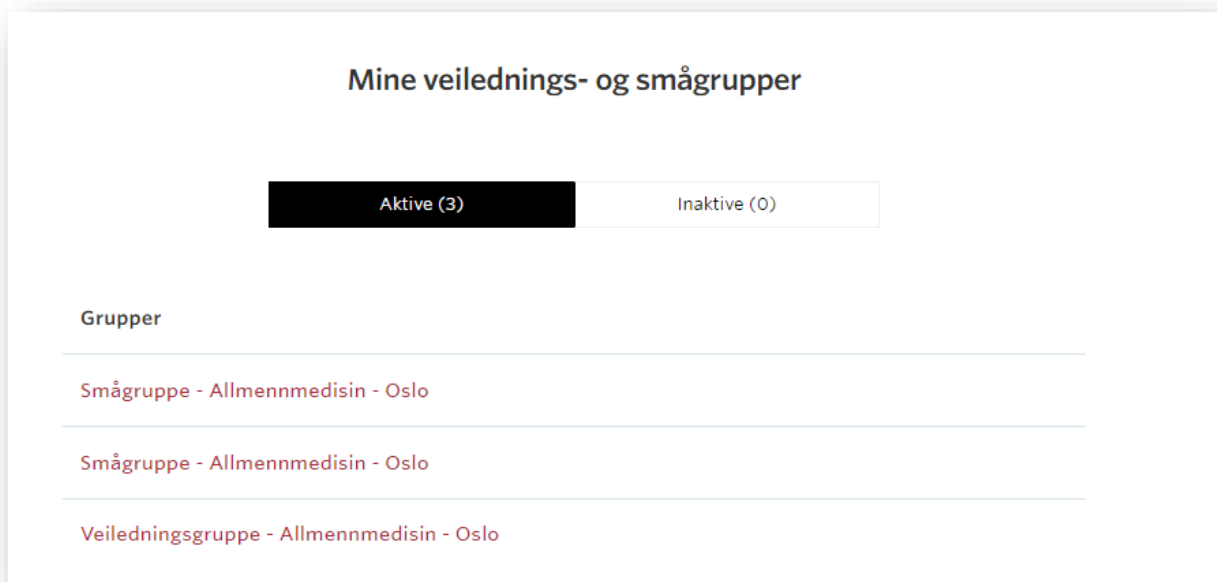 Mine veilednings- og smågrupper
Aktive (3) Inaktive (0)
Grupper
Smågruppe - Allmennmedisin - Oslo
Smågruppe - Allmennmedisin - Oslo
Veiledningsgruppe - Allmennmedisin - Oslo